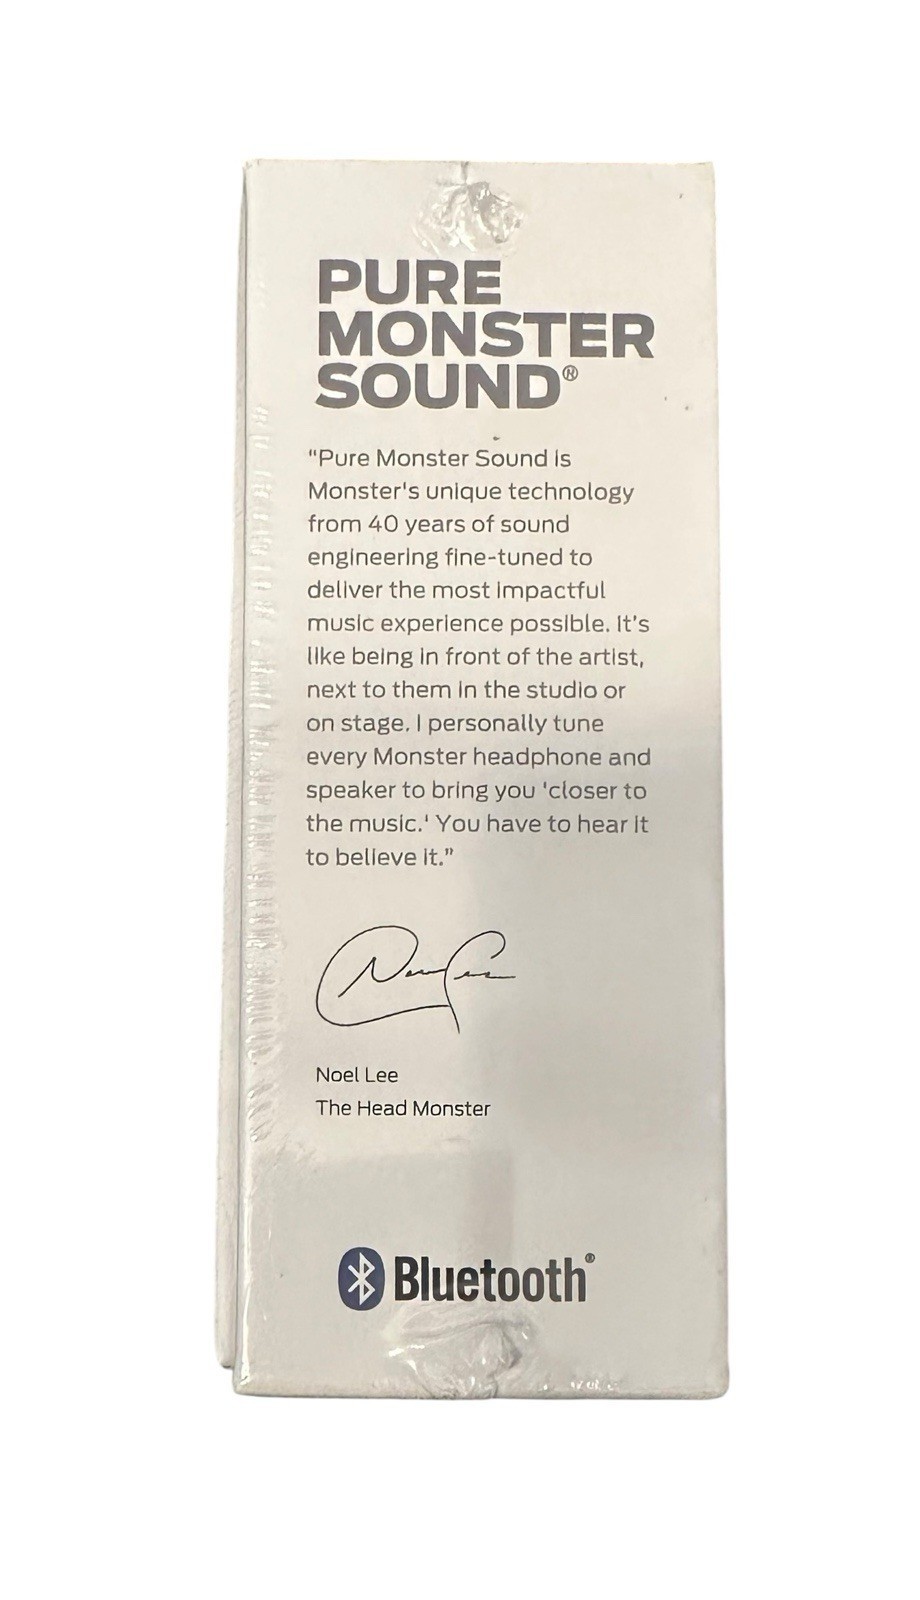 PURE
MONSTER
SOUND®
“Pure Monster Sound is
Monster's unique technology
from 40 years of sound
engineering fine-tuned to
deliver the most impactful
music experience possible. It’s
like being in front of the artist,
next to them in the studio or
on stage. I personally tune
every Monster headphone and
speaker to bring you 'closer to
the music.' You have to hear it
to believe it.”
Noel Lee
Noel Lee
The Head Monster
Bluetooth®